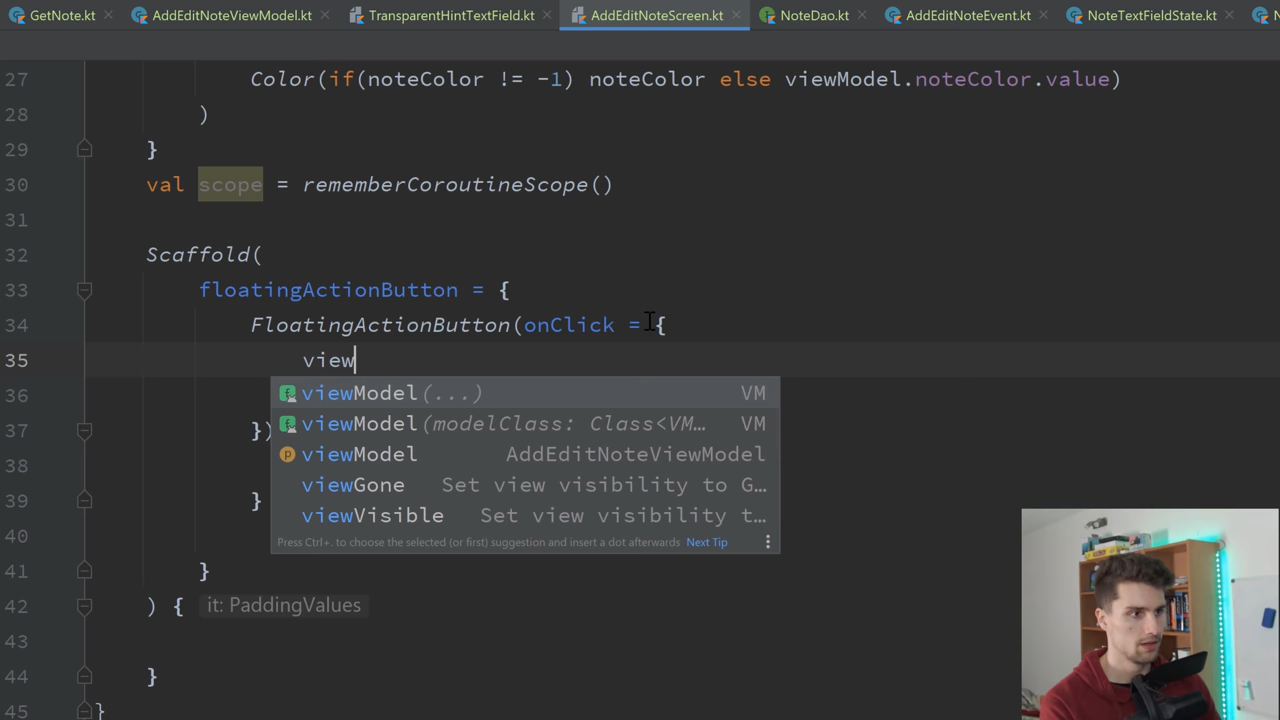 GetNote.kt AddEditNoteViewModel.kt TransparentHintTextField.kt AddEditNoteScreen.kt NoteDao.kt AddEditNoteEvent.kt NoteTextFieldState.kt
27 Color(if(noteColor != -1) noteColor else viewModel.noteColor.value)
28 )
29 }
30 val scope = rememberCoroutineScope()
31
32 Scaffold(
33 floatingActionButton = {
34 FloatingActionButton(onClick = {
35 view
viewModel(...) VM
36
viewModel(modelClass: Class<VM… VM
37 })
viewModel AddEditNoteViewModel
38
viewGone Set view visibility to G…
39 }
viewVisible Set view visibility t…
40
Press Ctrl+. to choose the selected (or first) suggestion and insert a dot afterwards Next Tip
41 }
42 ) { it: PaddingValues
43
44 }
45 }